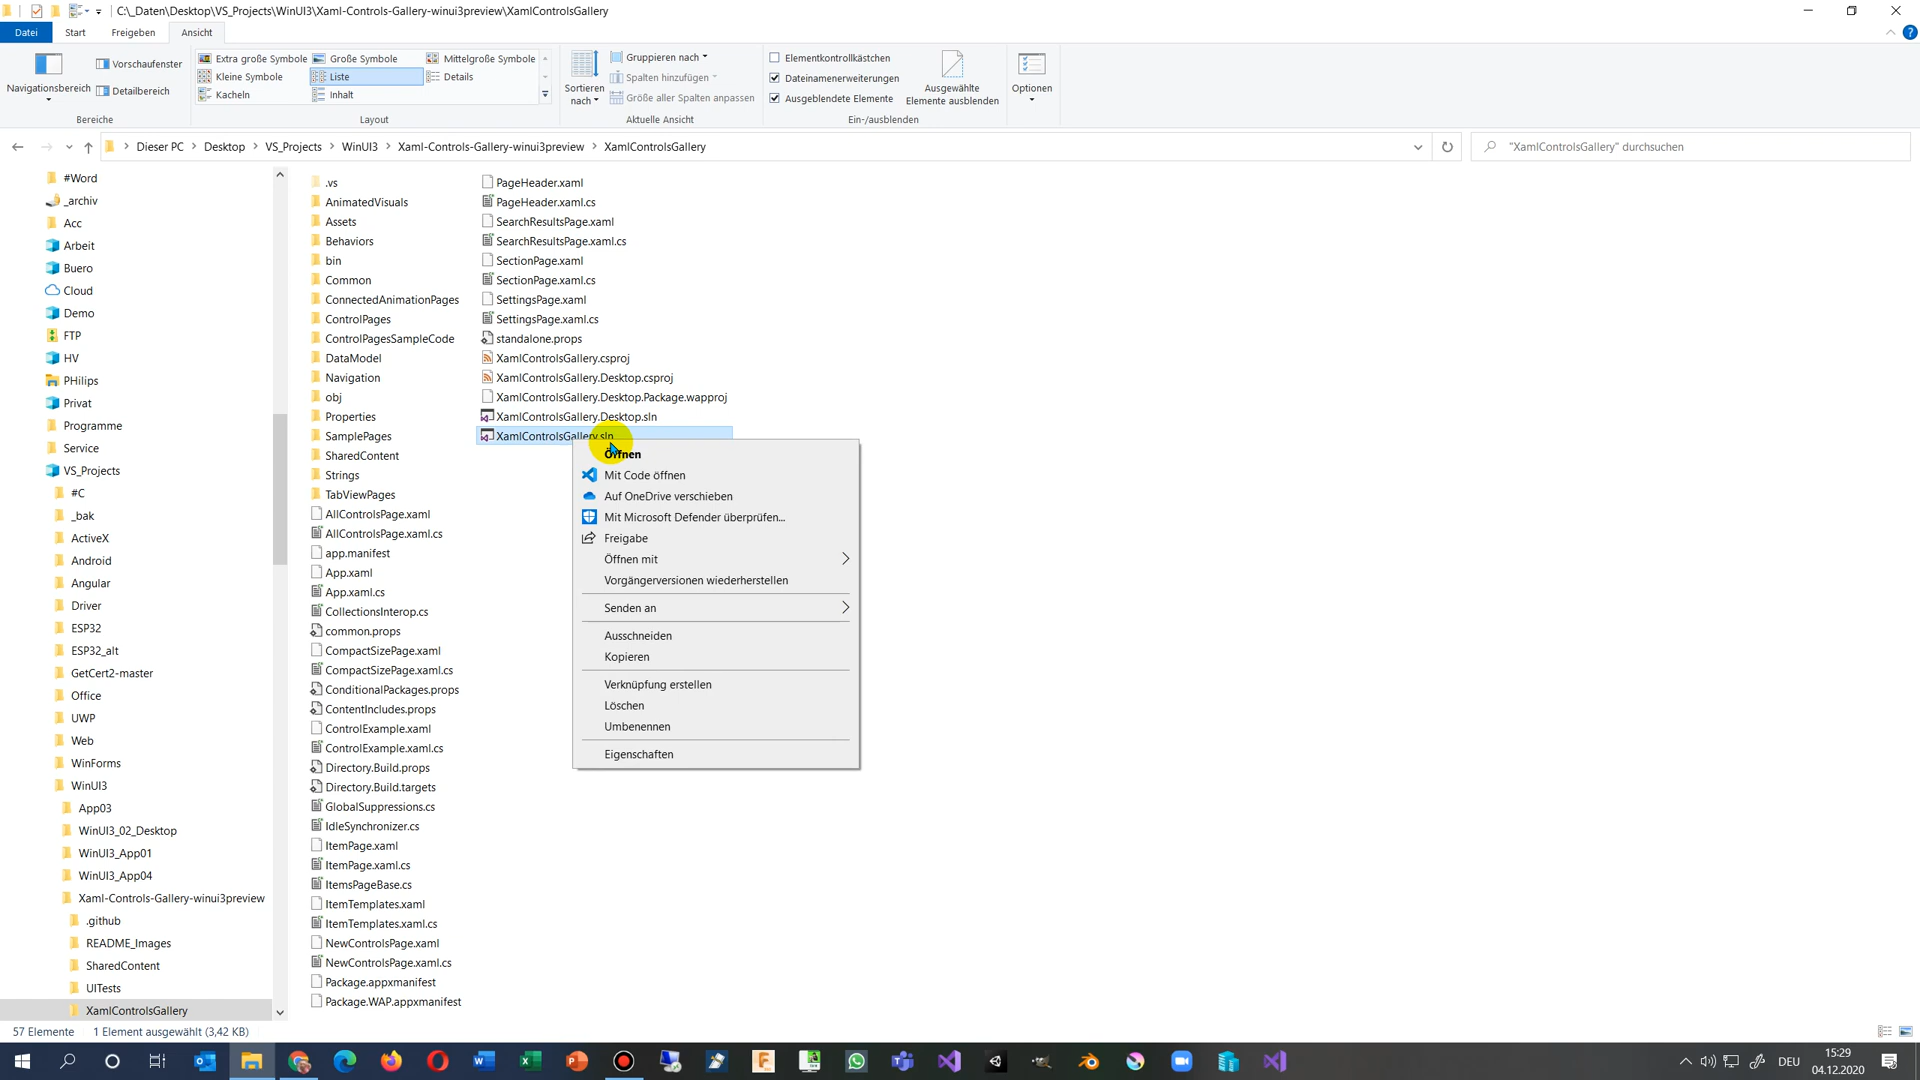 C:\_Daten\Desktop\VS_Projects\WinUI3\Xaml-Controls-Gallery-winui3preview\XamlControlsGallery
Datei Start Freigeben Ansicht
Navigationsbereich
Vorschaufenster
Detailbereich
Bereiche
Extra große Symbole Große Symbole Mittelgroße Symbole
Kleine Symbole Liste Details
Kacheln Inhalt
Layout
Sortieren nach
Gruppieren nach
Spalten hinzufügen
Größe aller Spalten anpassen
Aktuelle Ansicht
Elementkontrollkästchen
Dateinamenerweiterungen
Ausgeblendete Elemente
Ausgewählte
Elemente ausblenden
Ein-/ausblenden
Optionen
Dieser PC Desktop VS_Projects WinUI3 Xaml-Controls-Gallery-winui3preview XamlControlsGallery
"XamlControlsGallery" durchsuchen
#Word
_archiv
Acc
Arbeit
Buero
Cloud
Demo
FTP
HV
PHilips
Privat
Programme
Service
VS_Projects
#C
_bak
ActiveX
Android
Angular
Driver
ESP32
ESP32_alt
GetCert2-master
Office
UWP
Web
WinForms
WinUI3
App03
WinUI3_02_Desktop
WinUI3_App01
WinUI3_App04
Xaml-Controls-Gallery-winui3preview
.github
README_Images
SharedContent
UITests
XamlControlsGallery
.vs
AnimatedVisuals
Assets
Behaviors
bin
Common
ConnectedAnimationPages
ControlPages
ControlPagesSampleCode
DataModel
Navigation
obj
Properties
SamplePages
SharedContent
Strings
TabViewPages
AllControlsPage.xaml
AllControlsPage.xaml.cs
app.manifest
App.xaml
App.xaml.cs
CollectionsInterop.cs
common.props
CompactSizePage.xaml
CompactSizePage.xaml.cs
ConditionalPackages.props
ContentIncludes.props
ControlExample.xaml
ControlExample.xaml.cs
Directory.Build.props
Directory.Build.targets
GlobalSuppressions.cs
IdleSynchronizer.cs
ItemPage.xaml
ItemPage.xaml.cs
ItemsPageBase.cs
ItemTemplates.xaml
ItemTemplates.xaml.cs
NewControlsPage.xaml
NewControlsPage.xaml.cs
Package.appxmanifest
Package.WAP.appxmanifest
PageHeader.xaml
PageHeader.xaml.cs
SearchResultsPage.xaml
SearchResultsPage.xaml.cs
SectionPage.xaml
SectionPage.xaml.cs
SettingsPage.xaml
SettingsPage.xaml.cs
standalone.props
XamlControlsGallery.csproj
XamlControlsGallery.Desktop.csproj
XamlControlsGallery.Desktop.Package.wapproj
XamlControlsGallery.Desktop.sln
XamlControlsGallery.sln
Öffnen
Mit Code öffnen
Auf OneDrive verschieben
Mit Microsoft Defender überprüfen...
Freigabe
Öffnen mit
Vorgängerversionen wiederherstellen
Senden an
Ausschneiden
Kopieren
Verknüpfung erstellen
Löschen
Umbenennen
Eigenschaften
57 Elemente 1 Element ausgewählt (3,42 KB)
DEU
15:29
04.12.2020